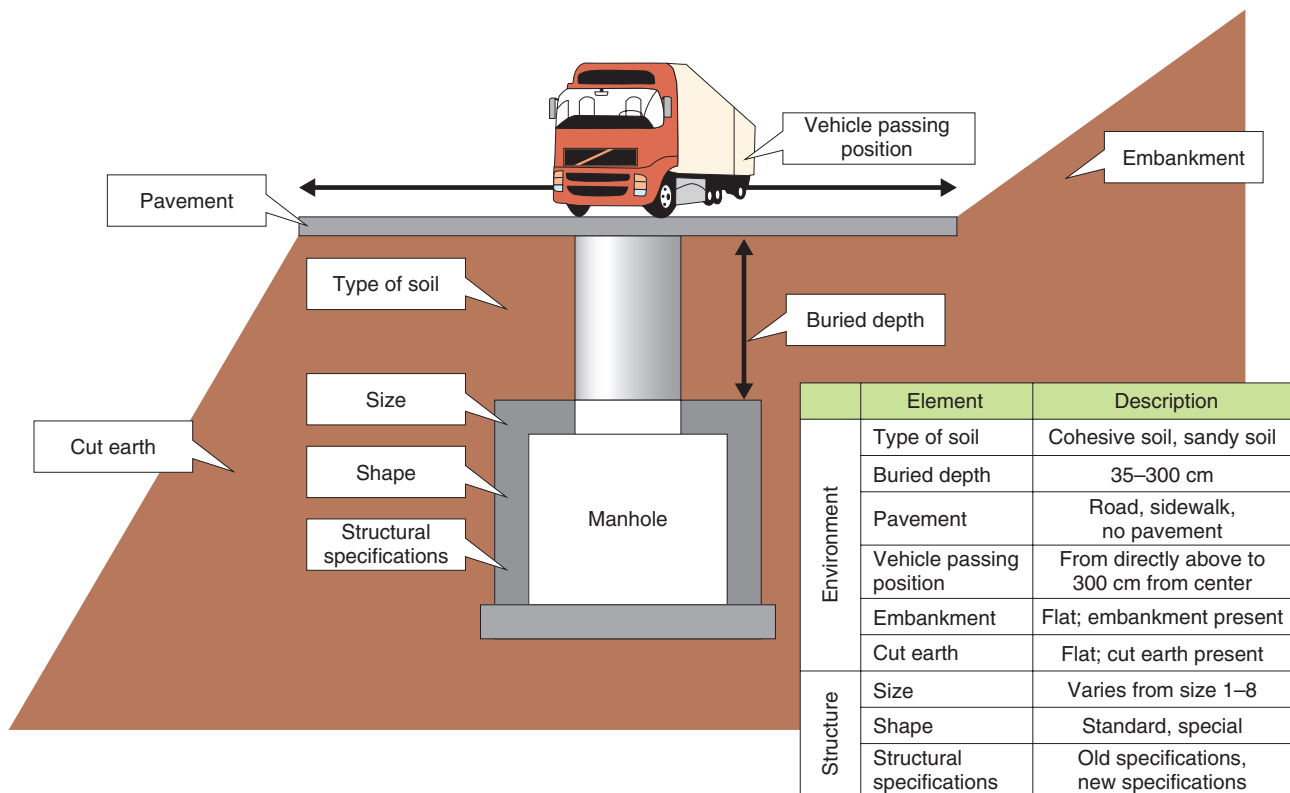 Vehicle passing
position
Embankment
Pavement
Type of soil
Buried depth
Size
Cut earth
Shape
Manhole
Structural
specifications
Element Description
Environment
Type of soil Cohesive soil, sandy soil
Buried depth 35–300 cm
Pavement Road, sidewalk,
no pavement
Vehicle passing From directly above to
position 300 cm from center
Embankment Flat; embankment present
Cut earth Flat; cut earth present
Structure
Size Varies from size 1–8
Shape Standard, special
Structural Old specifications,
specifications new specifications